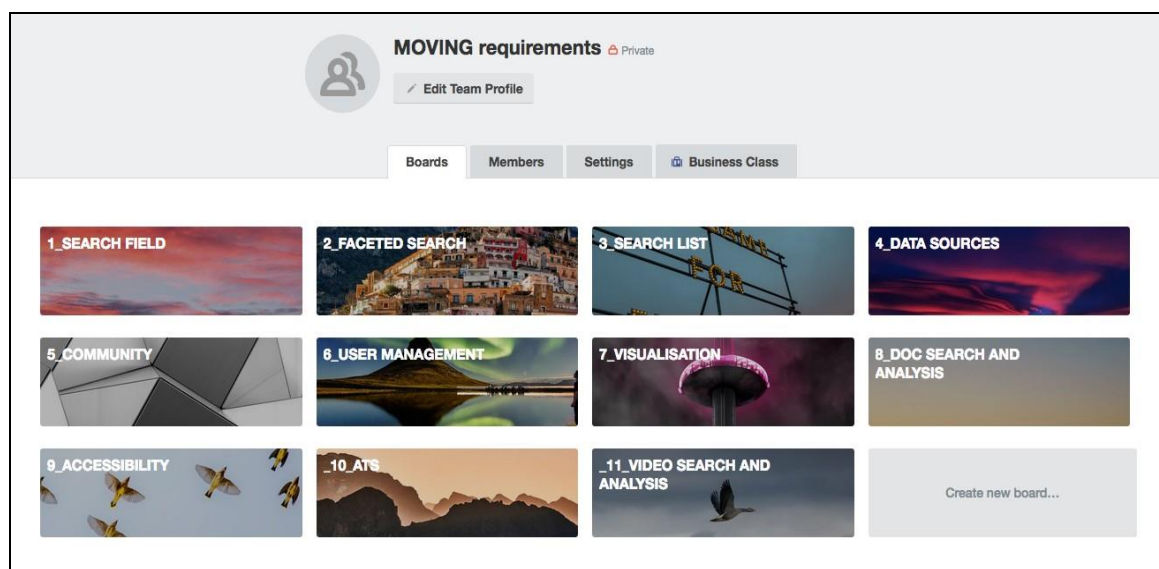 MOVING requirements Private
Edit Team Profile
Boards Members Settings Business Class
1_SEARCH FIELD
2_FACETED SEARCH
3_SEARCH LIST
FOR
4_DATA SOURCES
5_COMMUNITY
6_USER MANAGEMENT
7_VISUALISATION
8_DOC SEARCH AND
ANALYSIS
9_ACCESSIBILITY
_10_ATS
_11_VIDEO SEARCH AND
ANALYSIS
Create new board...